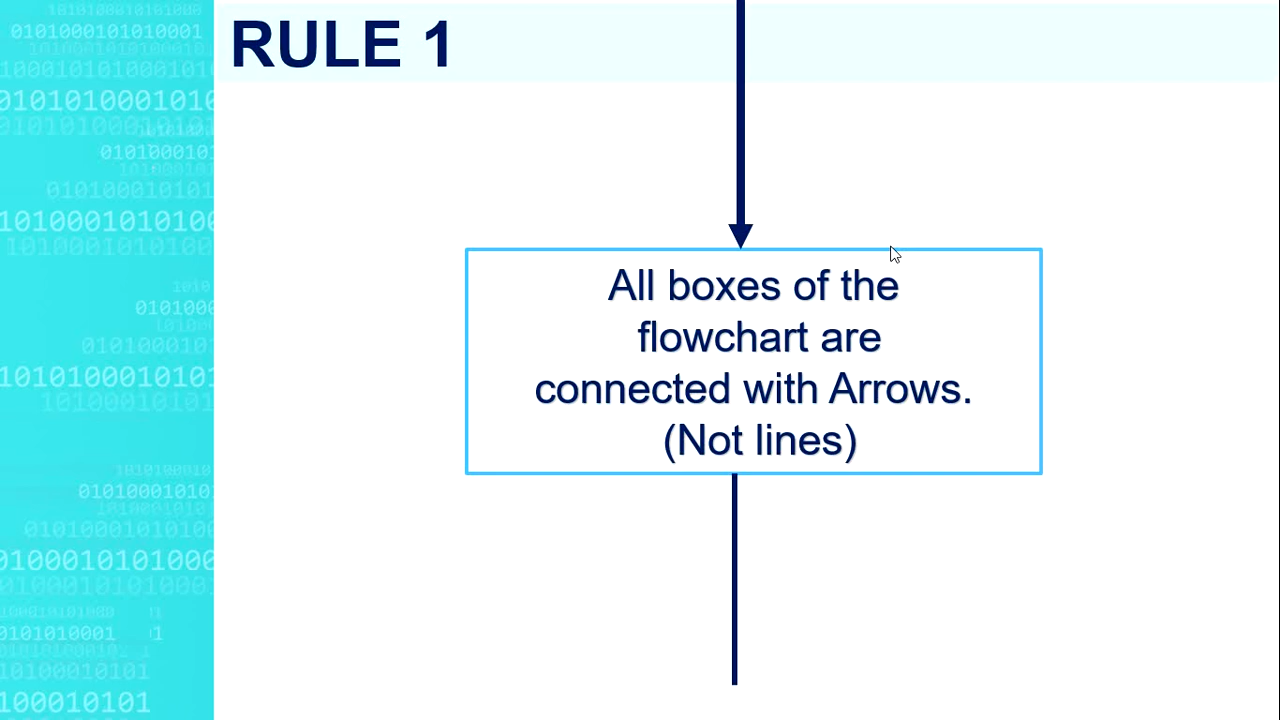 RULE 1
All boxes of the
flowchart are
connected with Arrows.
(Not lines)